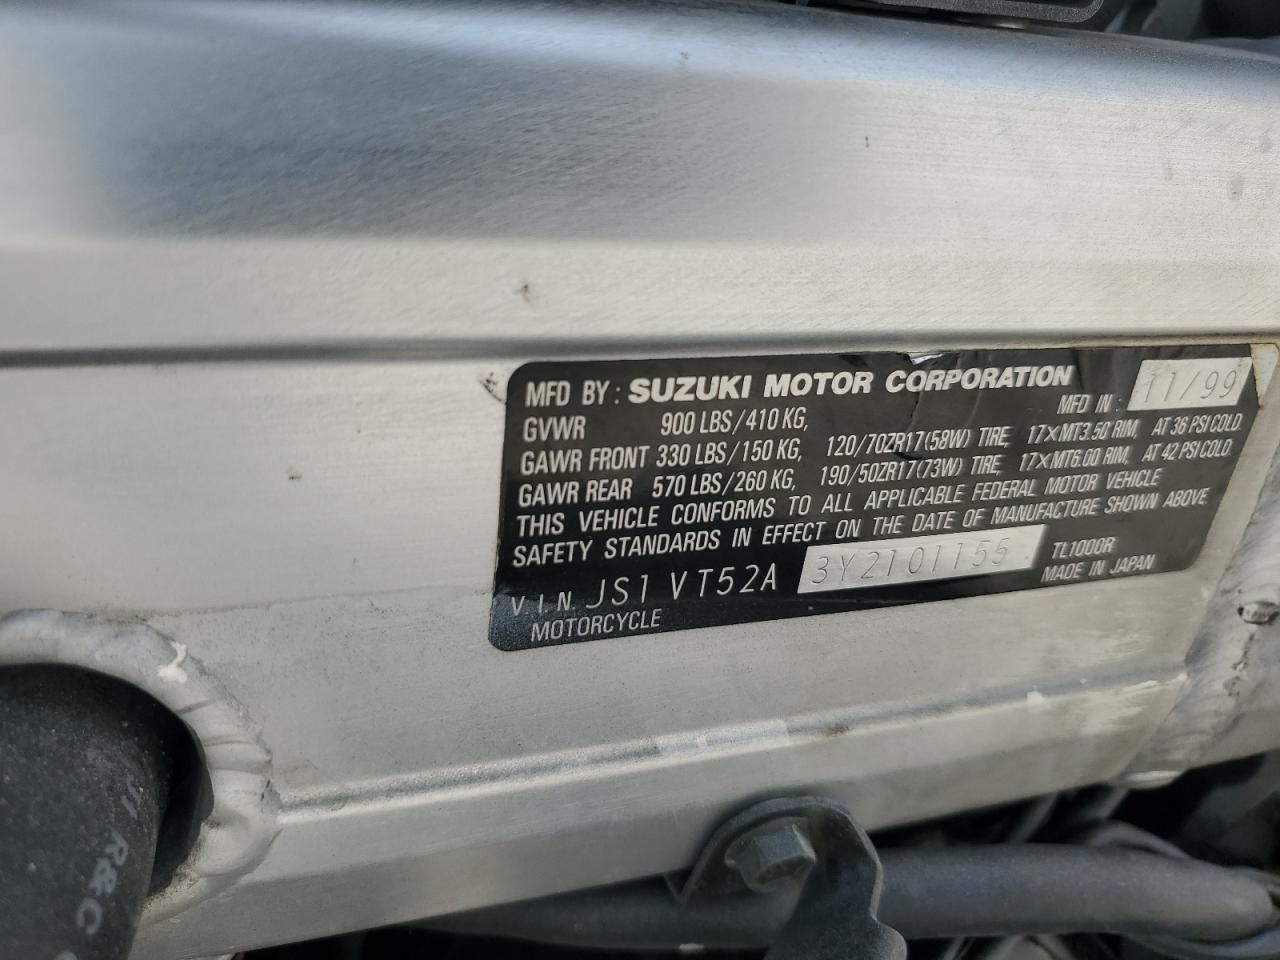 MFD BY : SUZUKI MOTOR CORPORATION
MFD IN : 11/99
GVWR 900 LBS/410 KG,
GAWR FRONT 330 LBS/150 KG, 120/70ZR17(58W) TIRE, 17×MT3.50 RIM, AT 36 PSI COLD.
GAWR REAR 570 LBS/260 KG, 190/50ZR17(73W) TIRE, 17×MT6.00 RIM, AT 42 PSI COLD.
THIS VEHICLE CONFORMS TO ALL APPLICABLE FEDERAL MOTOR VEHICLE
SAFETY STANDARDS IN EFFECT ON THE DATE OF MANUFACTURE SHOWN ABOVE
VIN JS1VT52A 3Y2101155 TL1000R
MOTORCYCLE MADE IN JAPAN
R&C